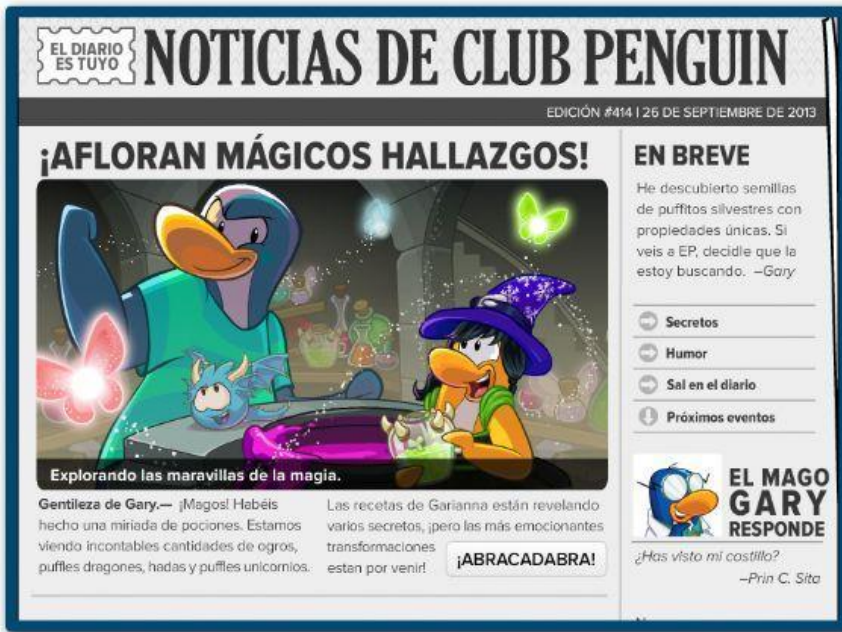 EL DIARIO
ES TUYO
NOTICIAS DE CLUB PENGUIN
EDICIÓN #414 | 26 DE SEPTIEMBRE DE 2013
¡AFLORAN MÁGICOS HALLAZGOS!
Explorando las maravillas de la magia.
Gentileza de Gary.— ¡Magos! Habéis
hecho una miríada de pociones. Estamos
viendo incontables cantidades de ogros,
puffles dragones, hadas y puffles unicornios.
Las recetas de Garianna están revelando
varios secretos, ¡pero las más emocionantes
transformaciones
estan por venir!
¡ABRACADABRA!
EN BREVE
He descubierto semillas
de puffitos silvestres con
propiedades únicas. Si
veis a EP, decidle que la
estoy buscando. –Gary
Secretos
Humor
Sal en el diario
Próximos eventos
EL MAGO
GARY
RESPONDE
¿Has visto mi castillo?
–Prin C. Sita